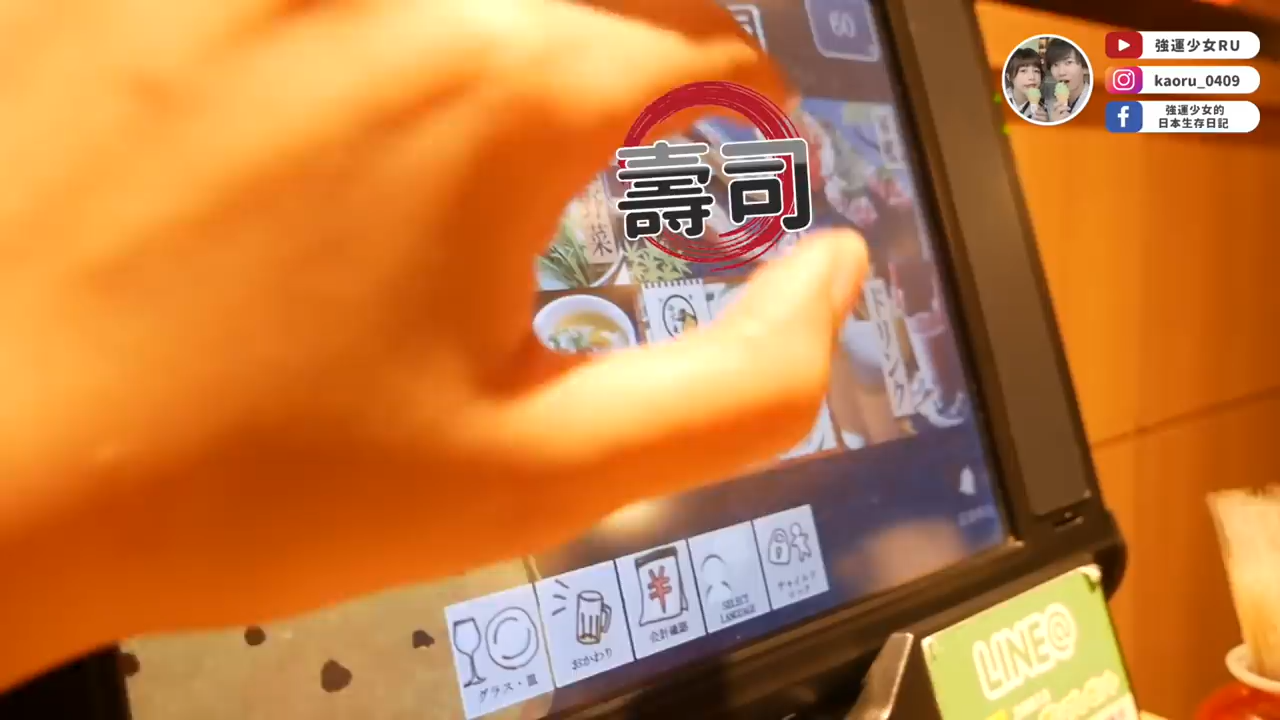 60
強運少女RU
kaoru_0409
強運少女的
日本生存日記
壽司
菜
ドリンク
グラス・皿
おかわり
¥
会計確認
SELECT
LANGUAGE
チャイルド
ロック
LINE@